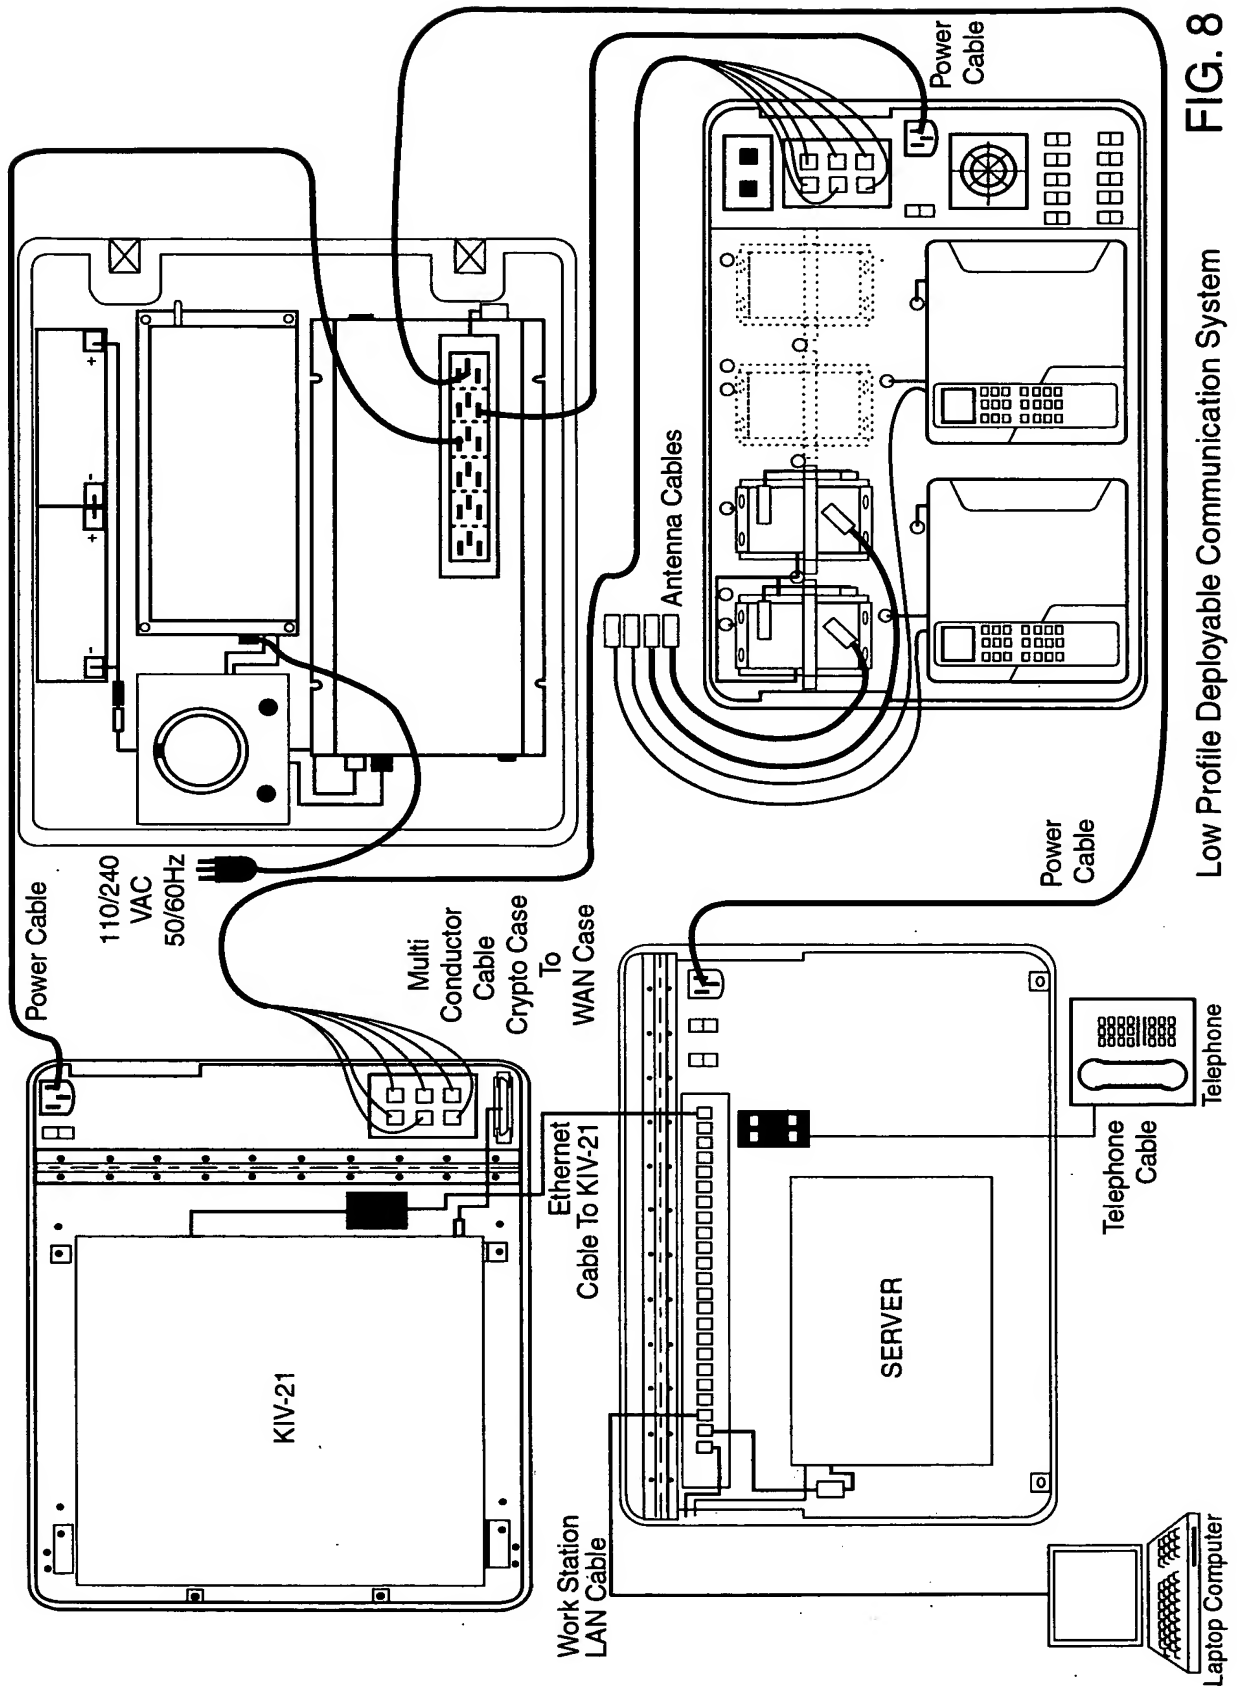 Power Cable
110/240
VAC
50/60Hz
+
-
+
-
Power
Cable
KIV-21
Multi
Conductor
Cable
Crypto Case
To
WAN Case
Antenna Cables
Ethernet
Cable To KIV-21
Work Station
LAN Cable
SERVER
Power
Cable
Telephone
Cable
Telephone
Laptop Computer
Low Profile Deployable Communication System
FIG. 8